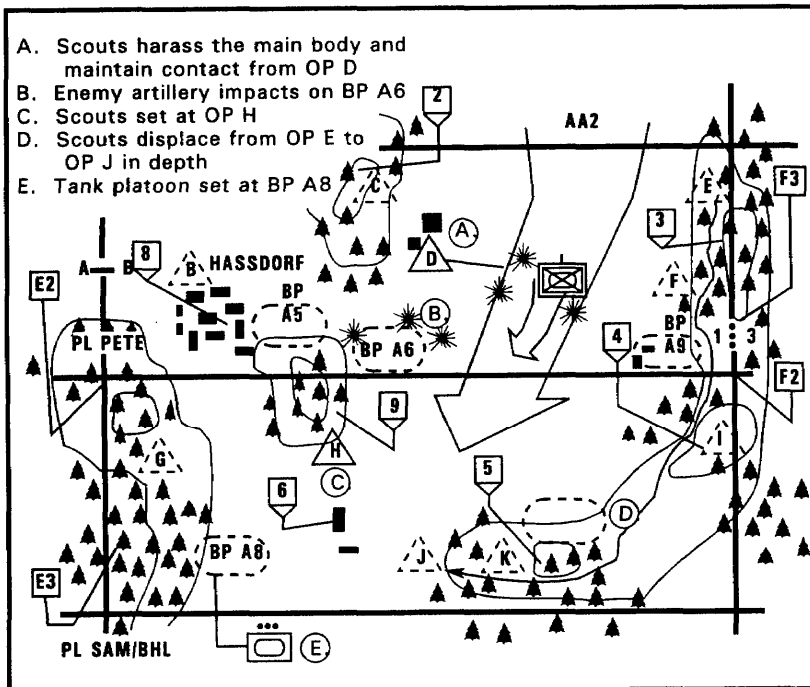 A. Scouts harass the main body and
maintain contact from OP D
B. Enemy artillery impacts on BP A6
C. Scouts set at OP H
D. Scouts displace from OP E to
OP J in depth
E. Tank platoon set at BP A8
2
AA2
C
E
F3
A
D
3
A B
8
B
HASSDORF
E2
BP
A5
B
F
BP
A9
1 3
PL PETE
BP A6
4
F2
9
H
I
G
C
6
5
D
BP A8
J
K
E3
PL SAM/BHL
E